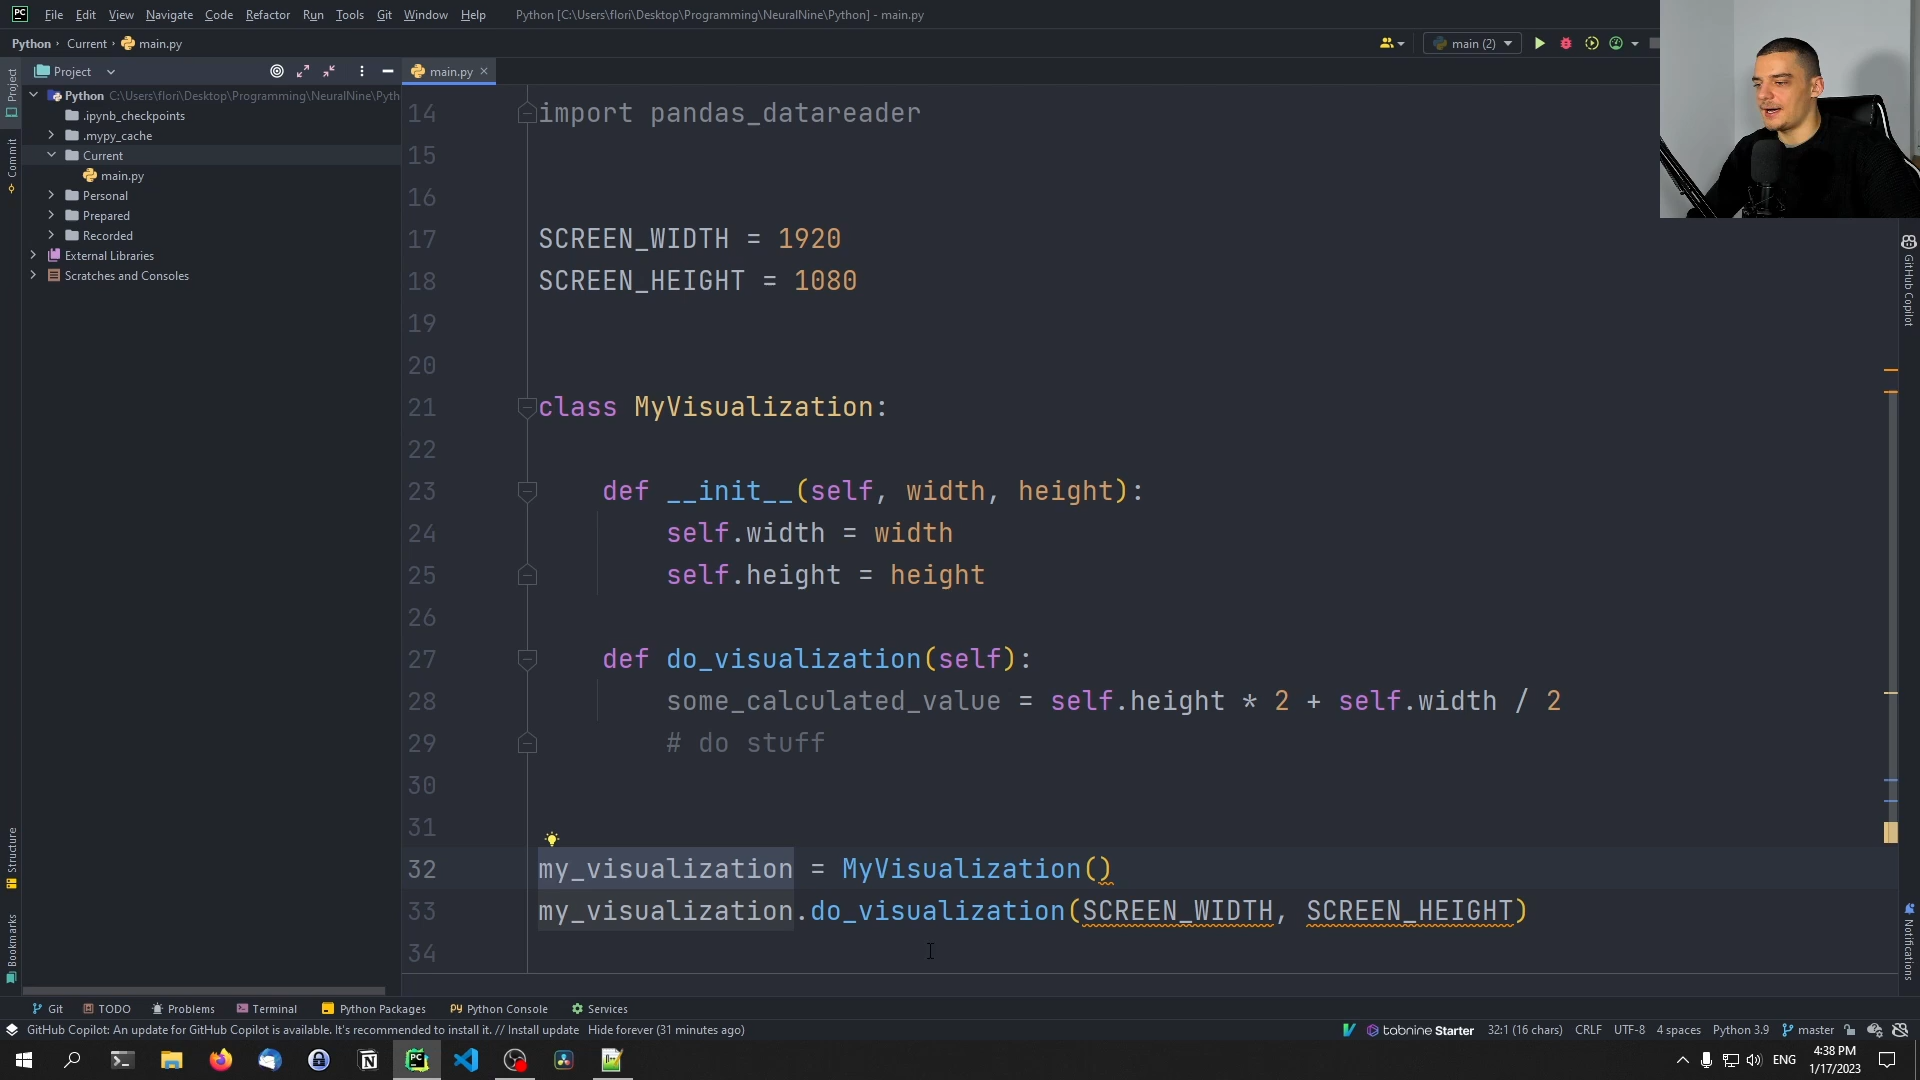 PC File Edit View Navigate Code Refactor Run Tools Git Window Help Python [C:\Users\flori\Desktop\Programming\NeuralNine\Python] - main.py
Python Current main.py
main (2)
Project
main.py
Python C:\Users\flori\Desktop\Programming\NeuralNine\Pyth
.ipynb_checkpoints
.mypy_cache
Current
main.py
Personal
Prepared
Recorded
External Libraries
Scratches and Consoles
Project
Commit
Structure
Bookmarks
14 import pandas_datareader
15
16
17 SCREEN_WIDTH = 1920
18 SCREEN_HEIGHT = 1080
19
20
21 class MyVisualization:
22
23 def __init__(self, width, height):
24 self.width = width
25 self.height = height
26
27 def do_visualization(self):
28 some_calculated_value = self.height * 2 + self.width / 2
29 # do stuff
30
31
32 my_visualization = MyVisualization()
33 my_visualization.do_visualization(SCREEN_WIDTH, SCREEN_HEIGHT)
34
GitHub Copilot
Notifications
Git TODO Problems Terminal Python Packages Python Console Services
GitHub Copilot: An update for GitHub Copilot is available. It's recommended to install it. // Install update Hide forever (31 minutes ago)
tabnine Starter 32:1 (16 chars) CRLF UTF-8 4 spaces Python 3.9 master
ENG 4:38 PM
1/17/2023